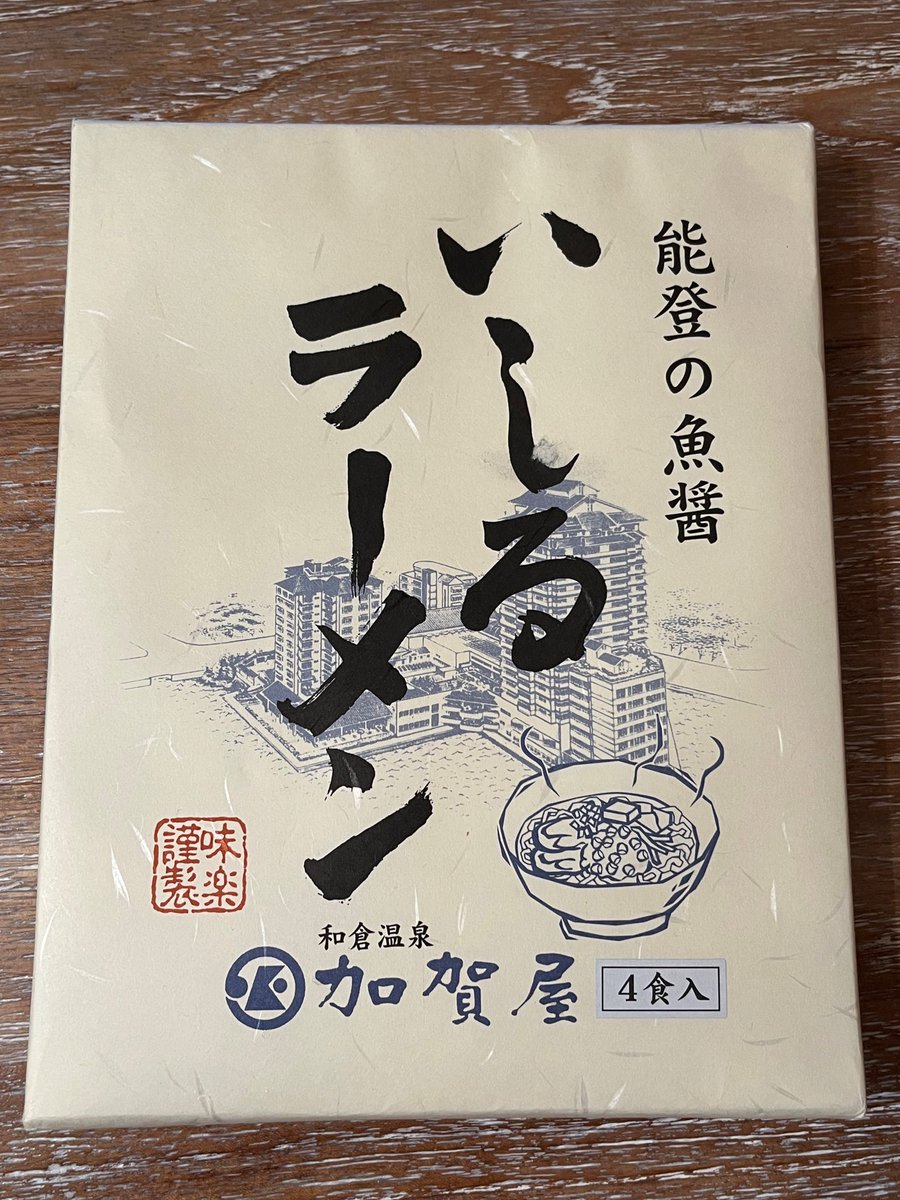 能登の魚醤
いしる
ラーメン
味楽
謹製
和倉温泉
加賀屋
4食入